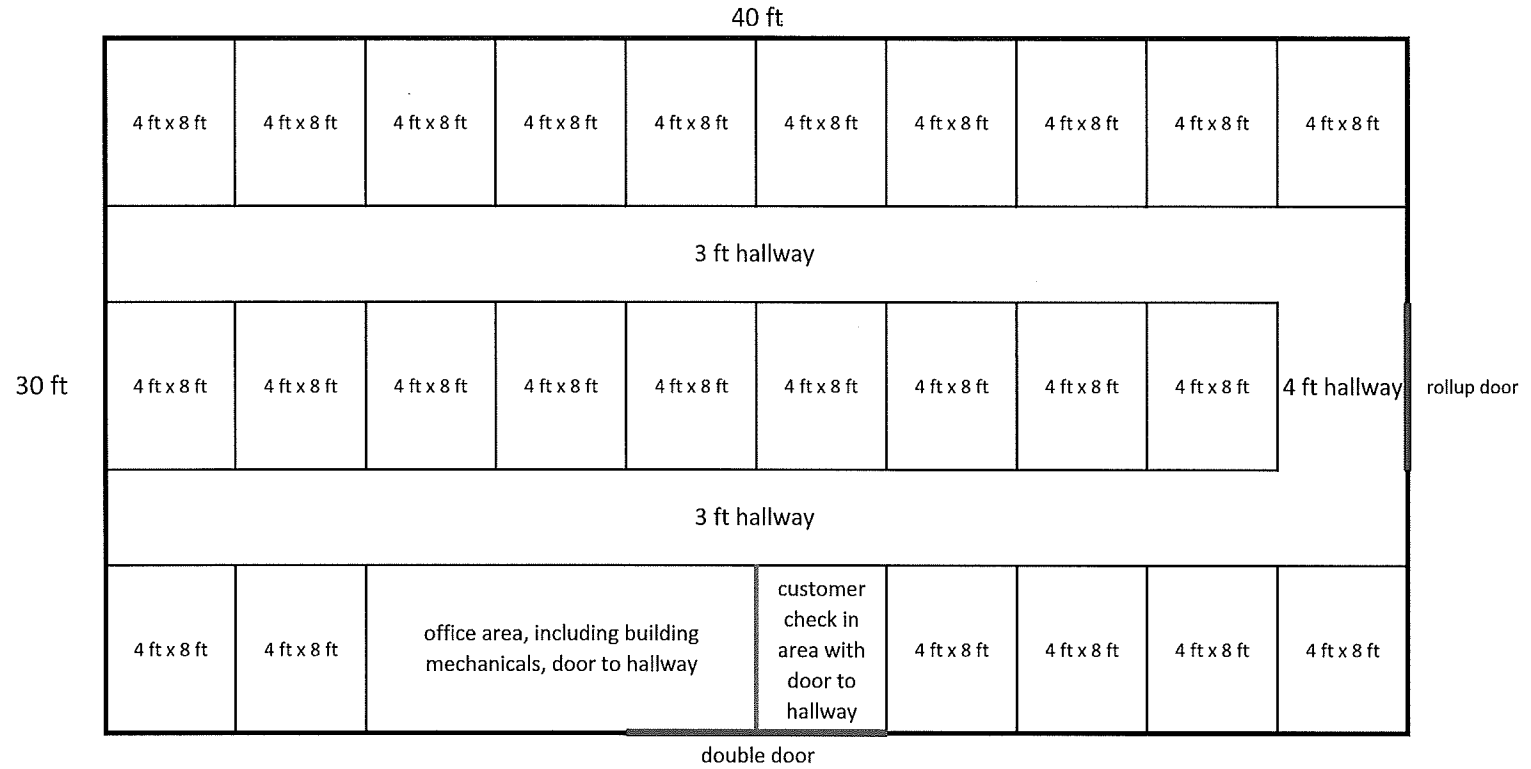 40 ft
4 ft x 8 ft 4 ft x 8 ft 4 ft x 8 ft 4 ft x 8 ft 4 ft x 8 ft 4 ft x 8 ft 4 ft x 8 ft 4 ft x 8 ft 4 ft x 8 ft 4 ft x 8 ft
3 ft hallway
30 ft 4 ft x 8 ft 4 ft x 8 ft 4 ft x 8 ft 4 ft x 8 ft 4 ft x 8 ft 4 ft x 8 ft 4 ft x 8 ft 4 ft x 8 ft 4 ft x 8 ft 4 ft hallway rollup door
3 ft hallway
4 ft x 8 ft 4 ft x 8 ft
office area, including building
mechanicals, door to hallway
customer
check in
area with
door to
hallway
4 ft x 8 ft 4 ft x 8 ft 4 ft x 8 ft 4 ft x 8 ft
double door